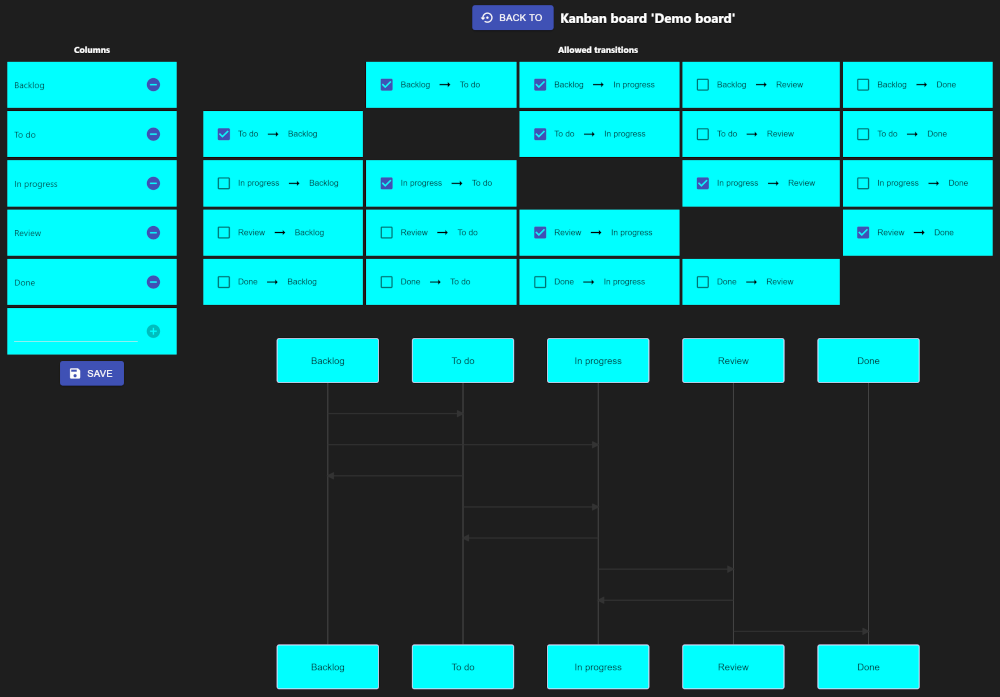 BACK TO Kanban board 'Demo board'
Columns Allowed transitions
Backlog Backlog → To do Backlog → In progress Backlog → Review Backlog → Done
To do To do → Backlog To do → In progress To do → Review To do → Done
In progress In progress → Backlog In progress → To do In progress → Review In progress → Done
Review Review → Backlog Review → To do Review → In progress Review → Done
Done Done → Backlog Done → To do Done → In progress Done → Review
Backlog To do In progress Review Done
SAVE
Backlog To do In progress Review Done